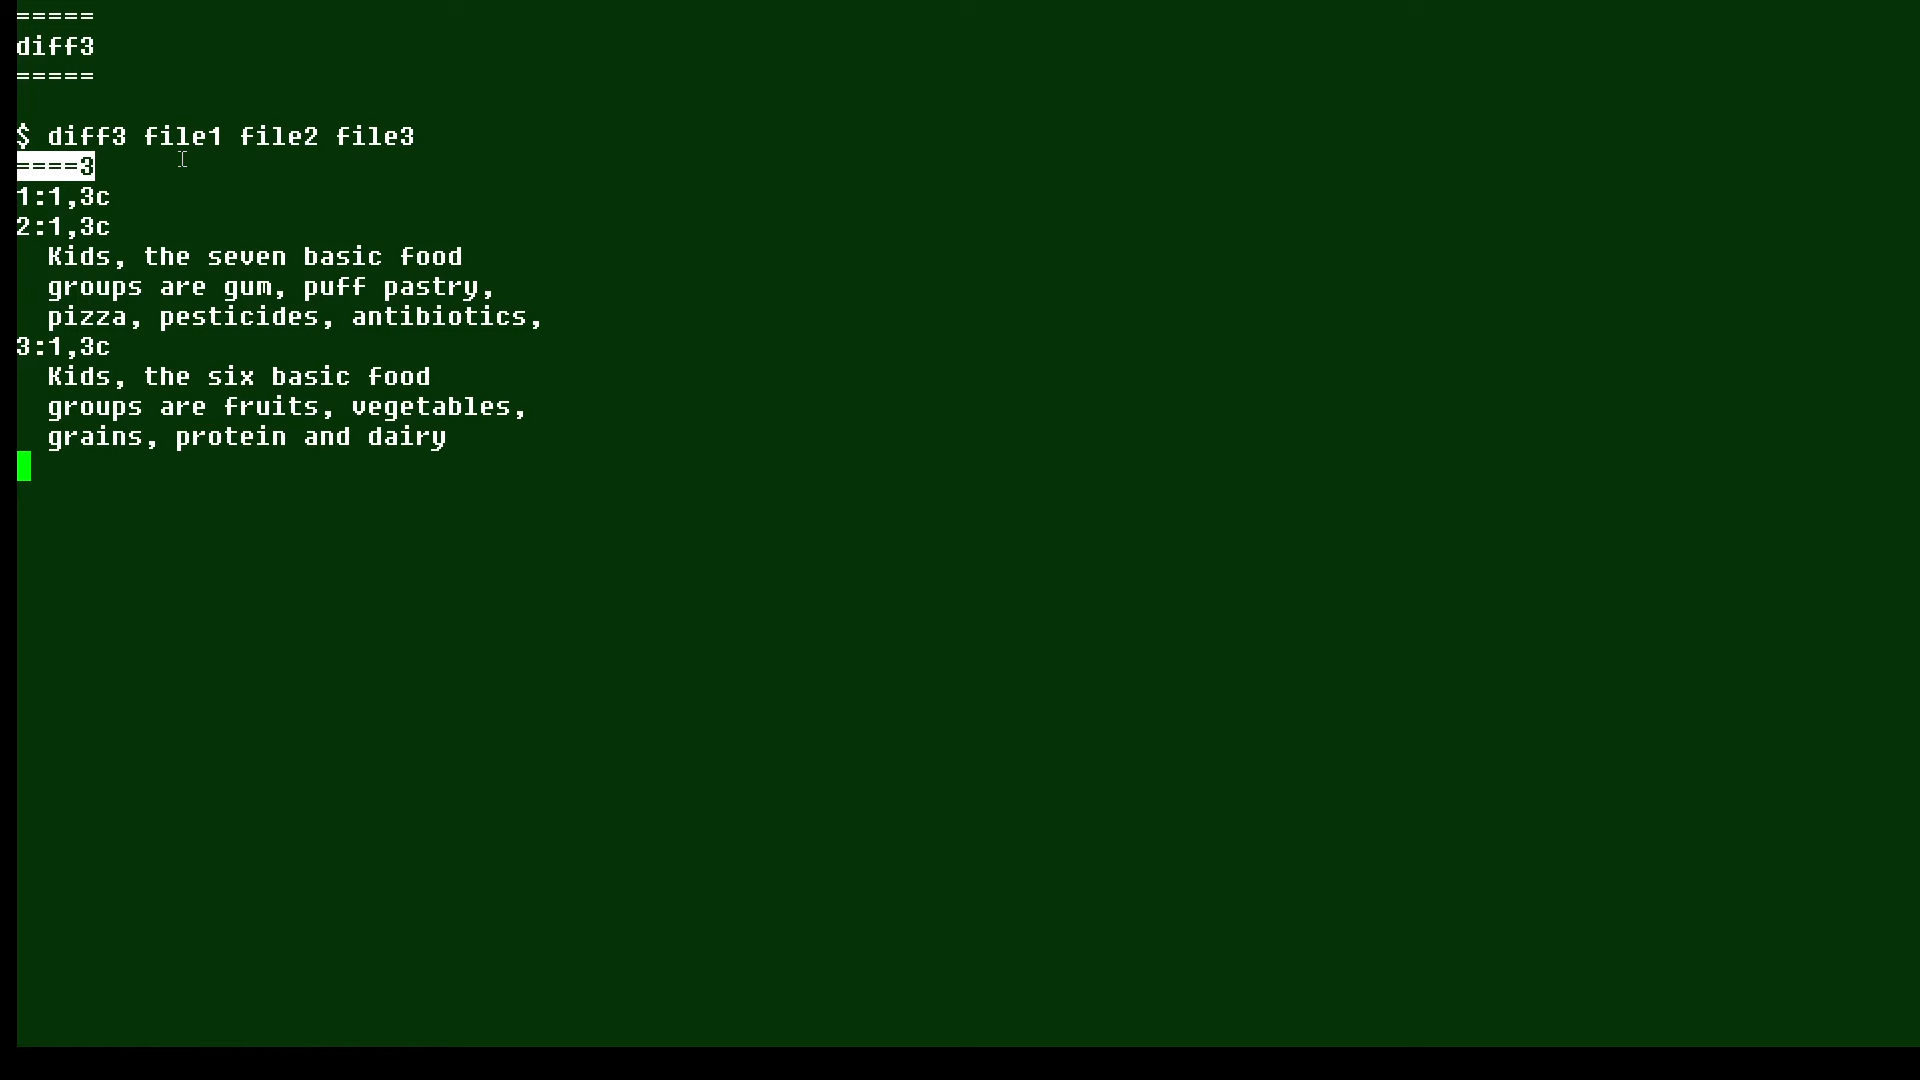 =====
diff3
=====
$ diff3 file1 file2 file3
====3
1:1,3c
2:1,3c
  Kids, the seven basic food
  groups are gum, puff pastry,
  pizza, pesticides, antibiotics,
3:1,3c
  Kids, the six basic food
  groups are fruits, vegetables,
  grains, protein and dairy